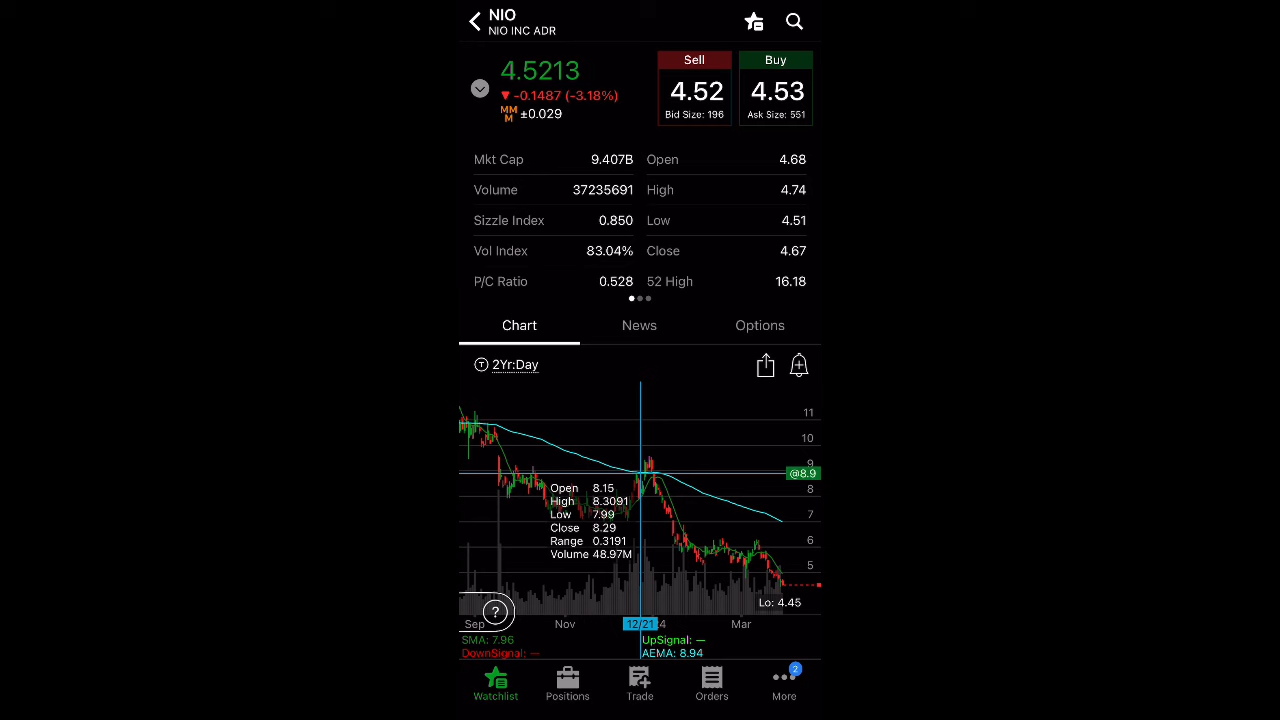 NIO
NIO INC ADR
4.5213
-0.1487 (-3.18%)
MM
M
±0.029
Sell
4.52
Bid Size: 196
Buy
4.53
Ask Size: 551
Mkt Cap 9.407B Open 4.68
Volume 37235691 High 4.74
Sizzle Index 0.850 Low 4.51
Vol Index 83.04% Close 4.67
P/C Ratio 0.528 52 High 16.18
Chart News Options
T 2Yr:Day
11
10
9
@8.9
8
7
6
5
Open 8.15
High 8.3091
Low 7.99
Close 8.29
Range 0.3191
Volume 48.97M
Lo: 4.45
?
Sep Nov 12/21 4 Mar
SMA: 7.96 UpSignal: —
DownSignal: — AEMA: 8.94
2
Watchlist Positions Trade Orders More